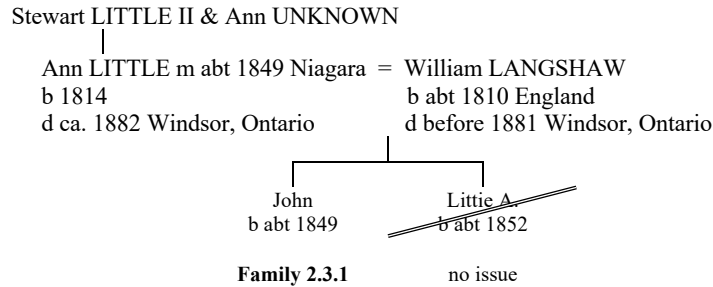 Stewart LITTLE II & Ann UNKNOWN
Ann LITTLE m abt 1849 Niagara = William LANGSHAW
b 1814 b abt 1810 England
d ca. 1882 Windsor, Ontario d before 1881 Windsor, Ontario
John Littie A.
b abt 1849 b abt 1852
Family 2.3.1 no issue